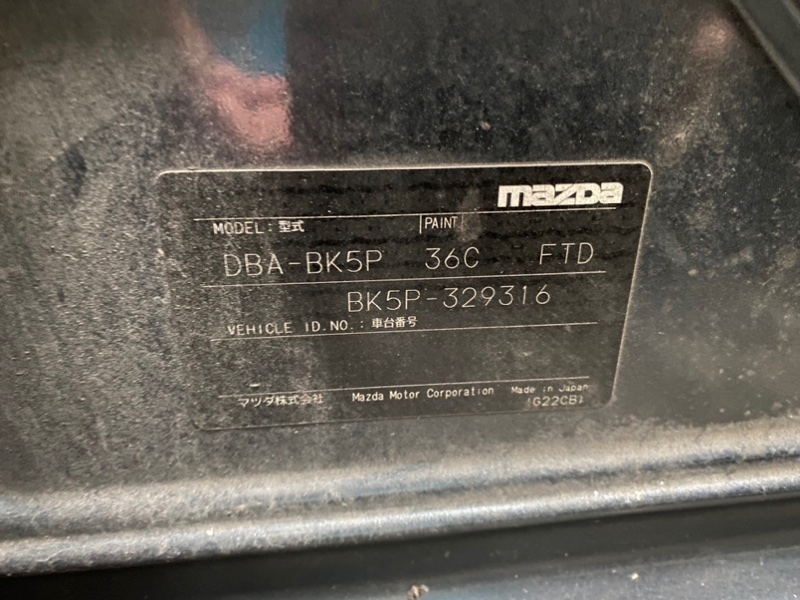 mazda
MODEL : 型式 PAINT
DBA-BK5P 36C FTD
BK5P-329316
VEHICLE ID.NO. : 車台番号
マツダ株式会社 Mazda Motor Corporation Made in Japan